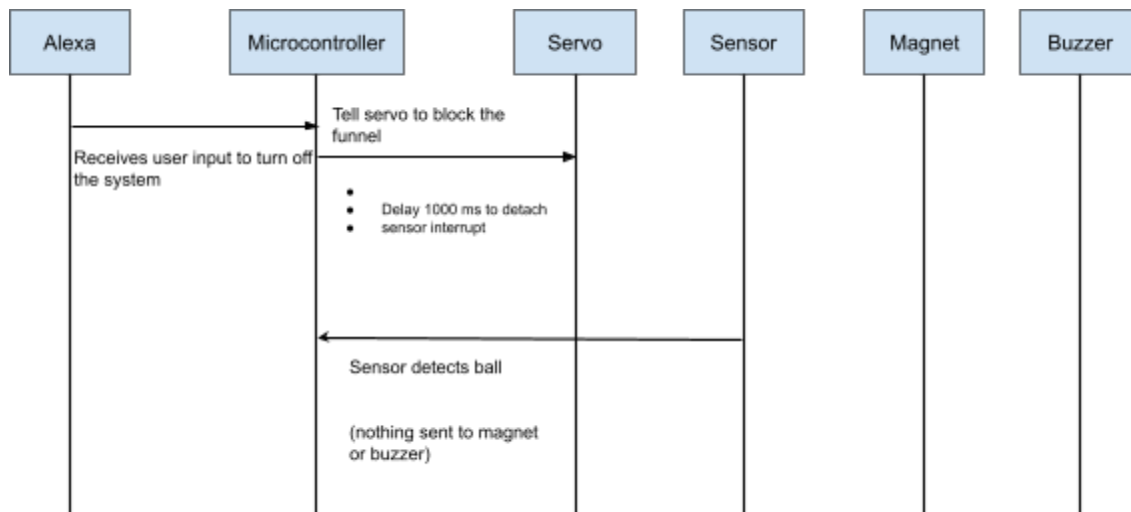 Alexa
Microcontroller
Servo
Sensor
Magnet
Buzzer
Tell servo to block the
funnel
Receives user input to turn off
the system
Delay 1000 ms to detach
sensor interrupt
Sensor detects ball
(nothing sent to magnet
or buzzer)